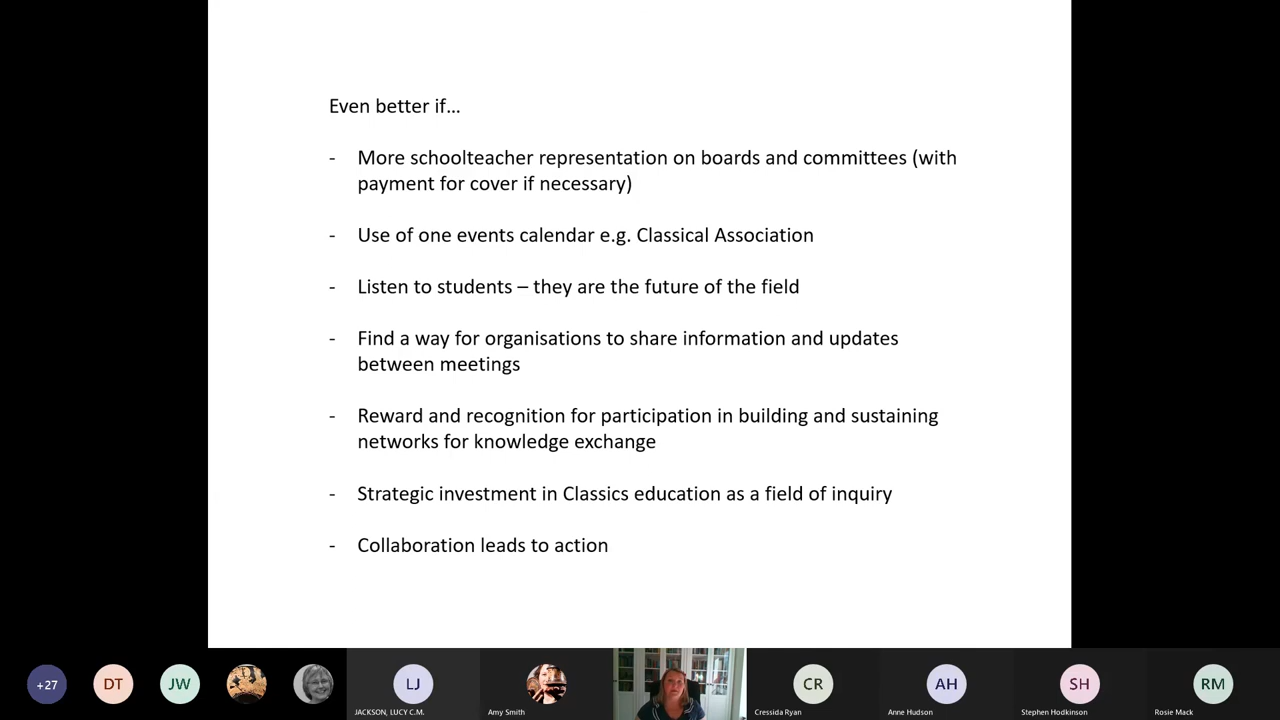 Even better if…
- More schoolteacher representation on boards and committees (with
payment for cover if necessary)
- Use of one events calendar e.g. Classical Association
- Listen to students – they are the future of the field
- Find a way for organisations to share information and updates
between meetings
- Reward and recognition for participation in building and sustaining
networks for knowledge exchange
- Strategic investment in Classics education as a field of inquiry
- Collaboration leads to action
+27
DT
JW
LJ
CR
AH
SH
RM
JACKSON, LUCY C.M.
Amy Smith
Cressida Ryan
Anne Hudson
Stephen Hodkinson
Rosie Mack